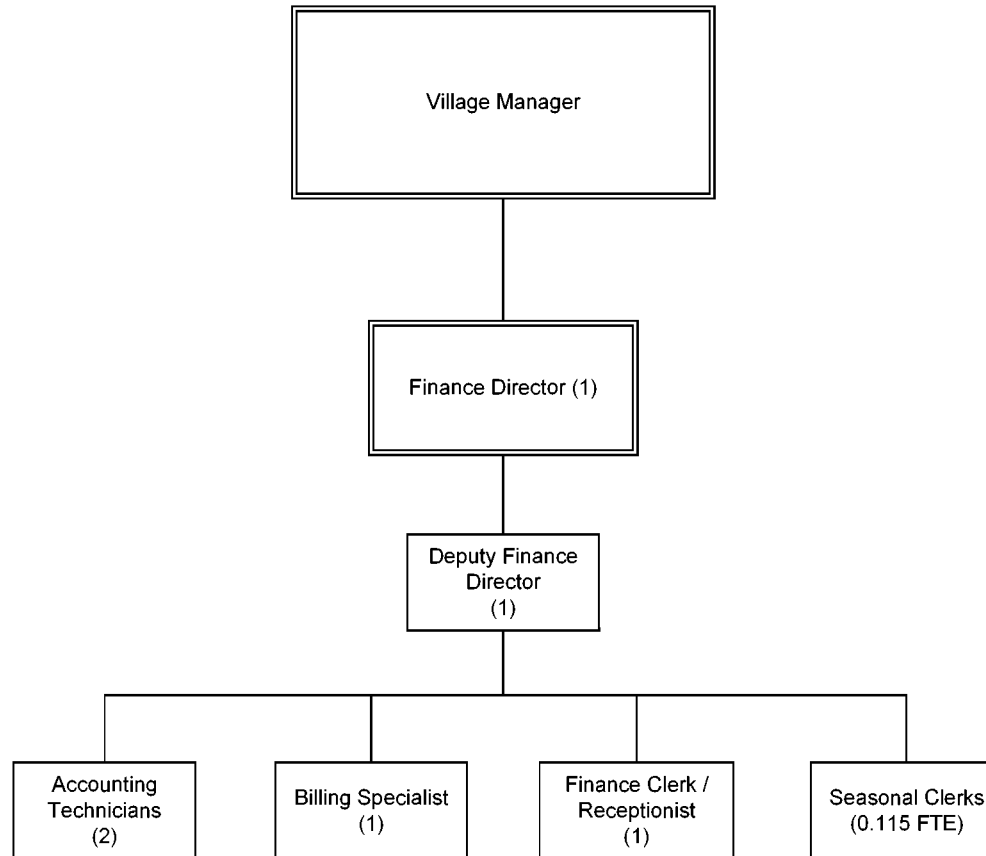 Village Manager
Finance Director (1)
Deputy Finance
Director
(1)
Accounting
Technicians
(2)
Billing Specialist
(1)
Finance Clerk /
Receptionist
(1)
Seasonal Clerks
(0.115 FTE)